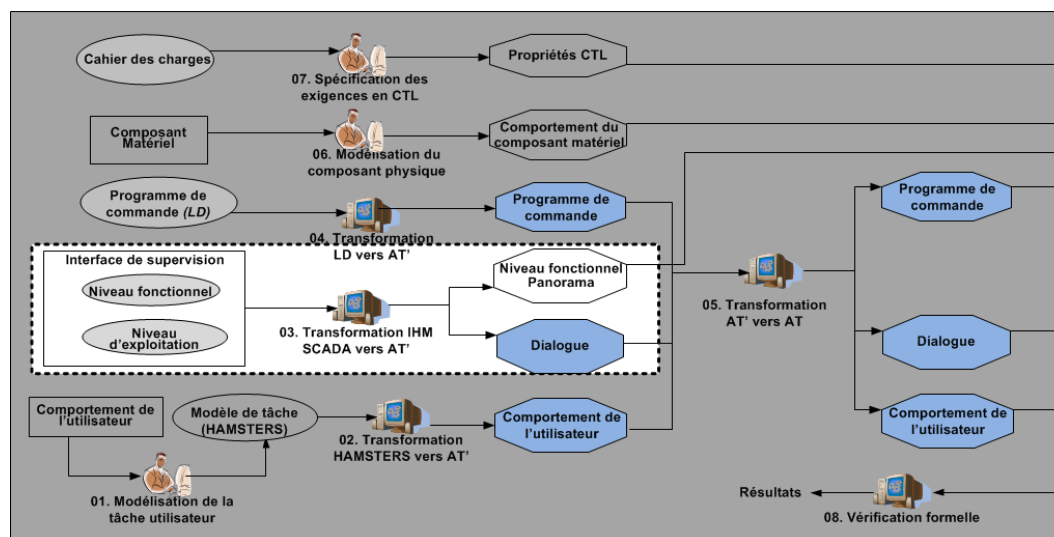 Cahier des charges
07. Spécification des
exigences en CTL
Propriétés CTL
Composant
Matériel
06. Modélisation du
composant physique
Comportement du
composant matériel
Programme de
commande (LD)
04. Transformation
LD vers AT’
Programme de
commande
Programme de
commande
Interface de supervision
Niveau fonctionnel
Niveau
d’exploitation
03. Transformation IHM
SCADA vers AT’
Niveau fonctionnel
Panorama
Dialogue
05. Transformation
AT’ vers AT
Dialogue
Comportement de
l’utilisateur
Modèle de tâche
(HAMSTERS)
02. Transformation
HAMSTERS vers AT’
Comportement de
l’utilisateur
Comportement de
l’utilisateur
01. Modélisation de la
tâche utilisateur
Résultats
08. Vérification formelle